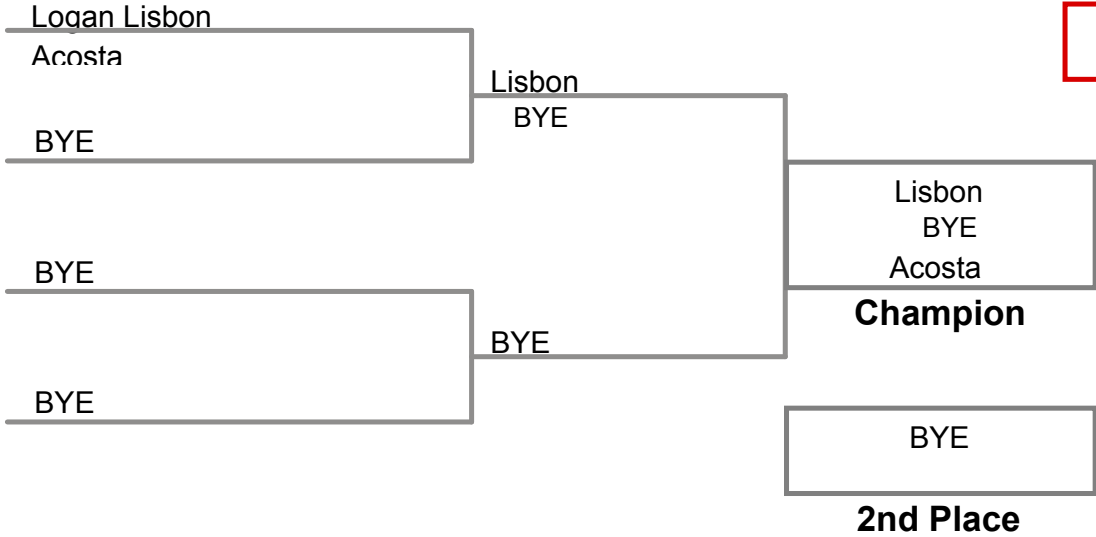 Logan Lisbon
Acosta
BYE
BYE
BYE
Lisbon
BYE
BYE
Lisbon
BYE
Acosta
Champion
BYE
2nd Place